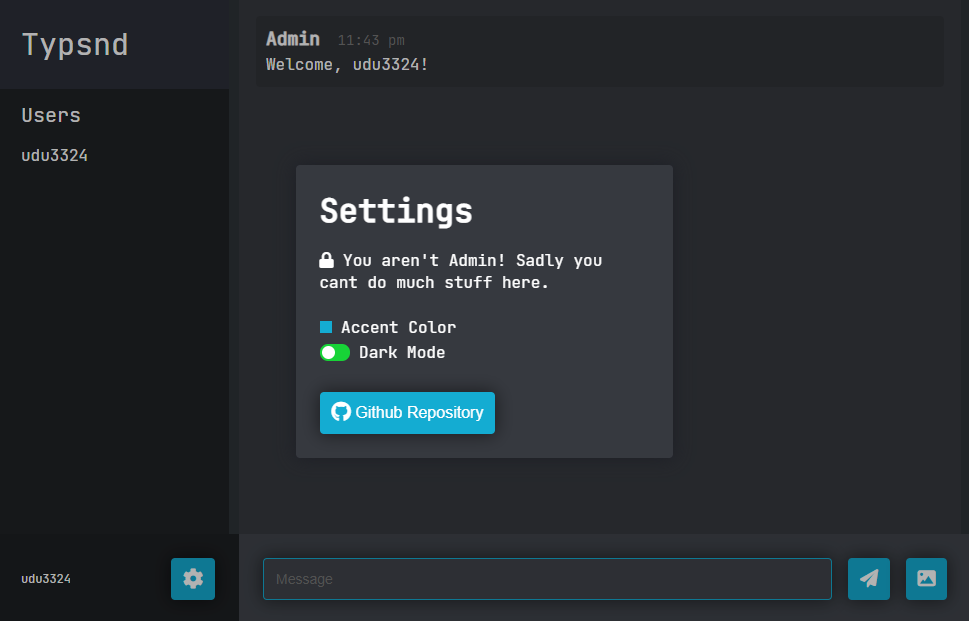 Typsnd
Users
udu3324
Admin 11:43 pm
Welcome, udu3324!
Settings
You aren't Admin! Sadly you
cant do much stuff here.
Accent Color
Dark Mode
Github Repository
udu3324
Message